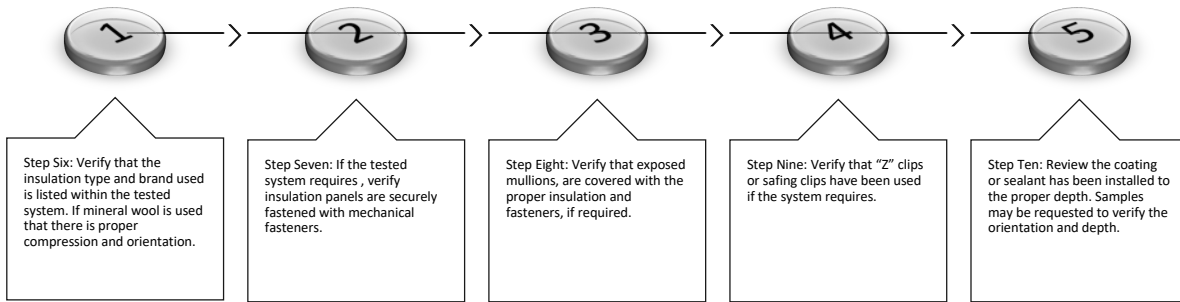 1
2
3
4
5
Step Six: Verify that the
insulation type and brand used
is listed within the tested
system. If mineral wool is used
that there is proper
compression and orientation.
Step Seven: If the tested
system requires , verify
insulation panels are securely
fastened with mechanical
fasteners.
Step Eight: Verify that exposed
mullions, are covered with the
proper insulation and
fasteners, if required.
Step Nine: Verify that “Z” clips
or safing clips have been used
if the system requires.
Step Ten: Review the coating
or sealant has been installed to
the proper depth. Samples
may be requested to verify the
orientation and depth.